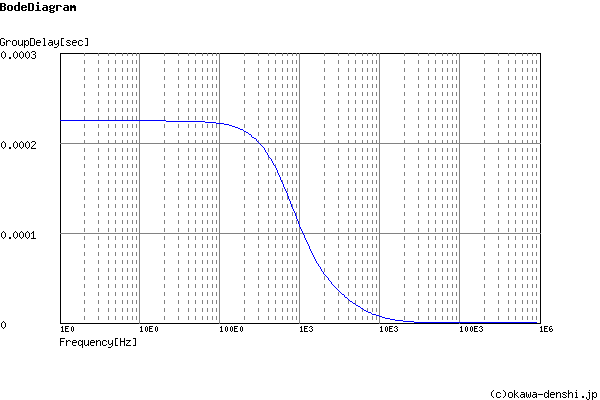 BodeDiagram
GroupDelay[sec]
0.0003
0.0002
0.0001
0
1E0 10E0 100E0 1E3 10E3 100E3 1E6
Frequency[Hz]
(c)okawa-denshi.jp